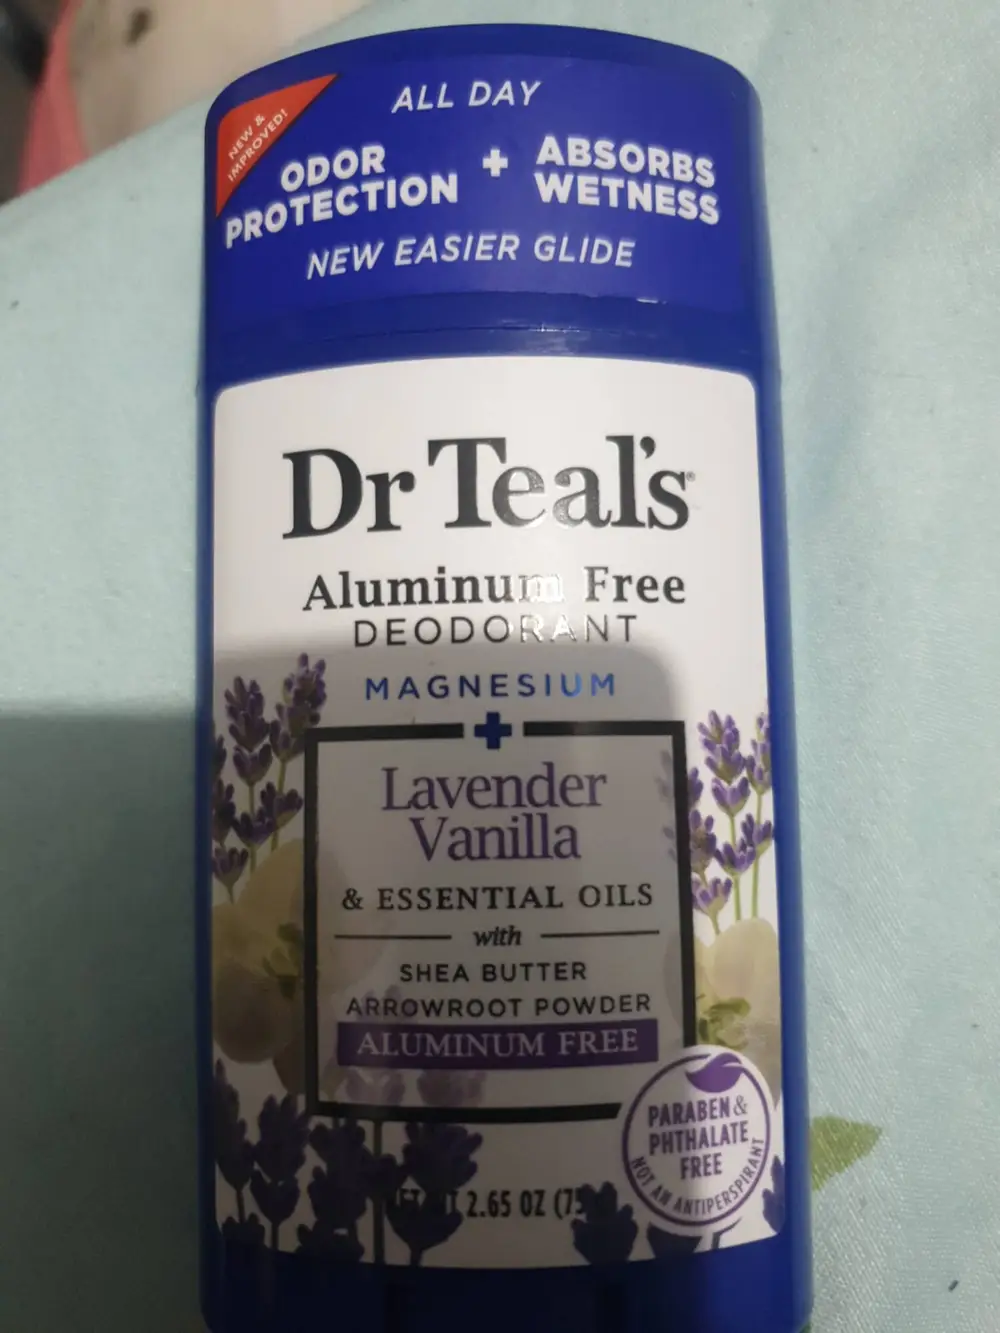 NEW &
IMPROVED!
ALL DAY
ODOR
PROTECTION
+
ABSORBS
WETNESS
NEW EASIER GLIDE
Dr Teal's
Aluminum Free
DEODORANT
MAGNESIUM
+
Lavender
Vanilla
& ESSENTIAL OILS
with
SHEA BUTTER
ARROWROOT POWDER
ALUMINUM FREE
PARABEN &
PHTHALATE
FREE
NOT AN ANTIPERSPIRANT
2.65 OZ